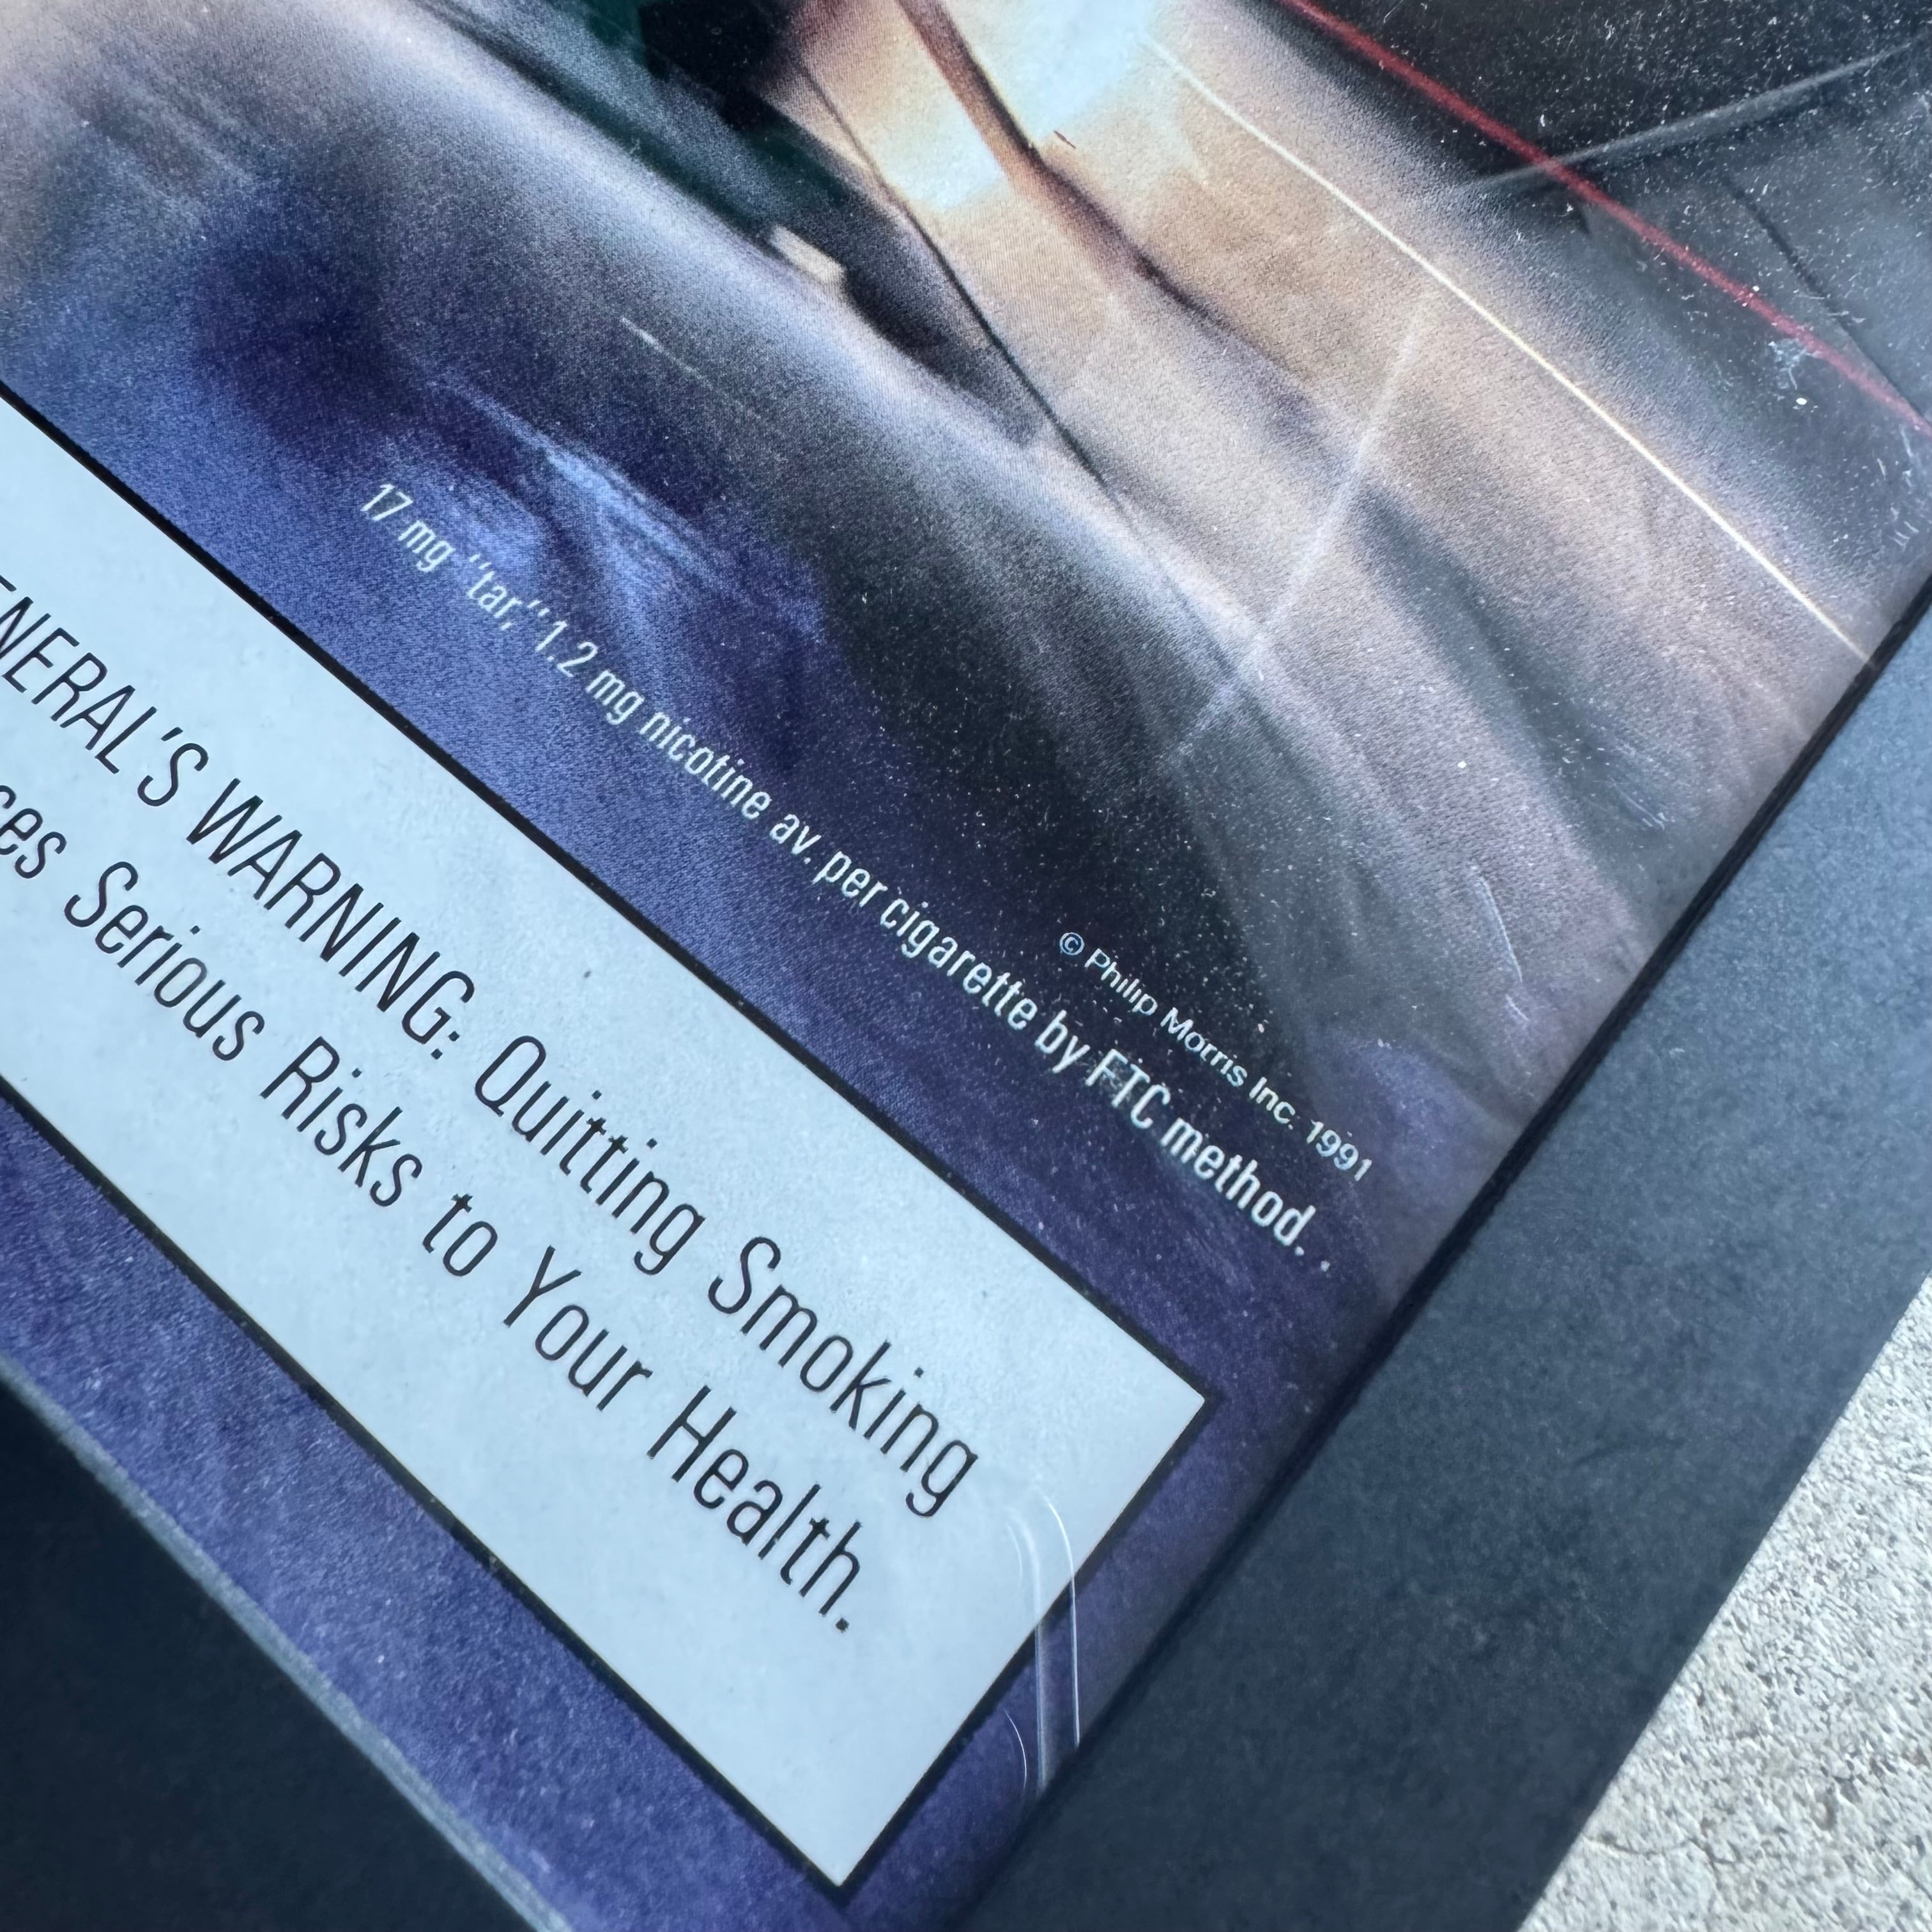 © Philip Morris Inc. 1991
17 mg “tar,” 1.2 mg nicotine av. per cigarette by FTC method.
ENERAL'S WARNING: Quitting Smoking
ces Serious Risks to Your Health.